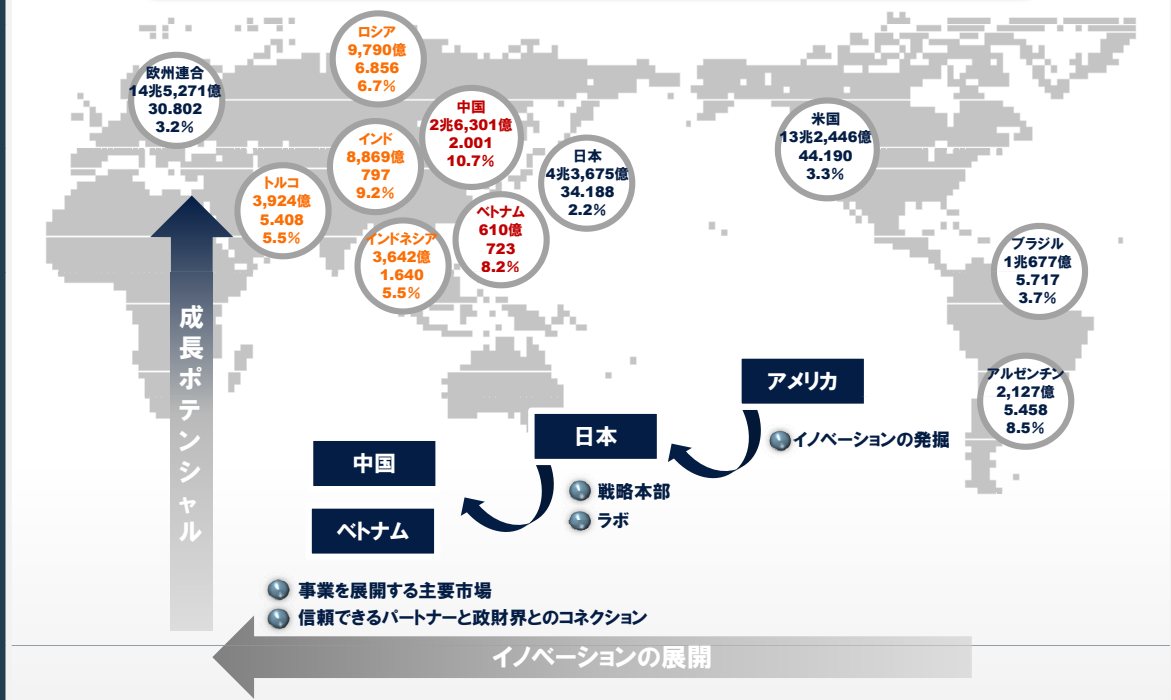 ロシア
9,790億
6.856
6.7%
欧州連合
14兆5,271億
30.802
3.2%
中国
2兆6,301億
2.001
10.7%
インド
8,869億
797
9.2%
日本
4兆3,675億
34.188
2.2%
米国
13兆2,446億
44.190
3.3%
トルコ
3,924億
5.408
5.5%
ベトナム
610億
723
8.2%
インドネシア
3,642億
1.640
5.5%
ブラジル
1兆677億
5.717
3.7%
アルゼンチン
2,127億
5.458
8.5%
成長ポテンシャル
アメリカ
イノベーションの発掘
日本
戦略本部
ラボ
中国
ベトナム
事業を展開する主要市場
信頼できるパートナーと政財界とのコネクション
イノベーションの展開